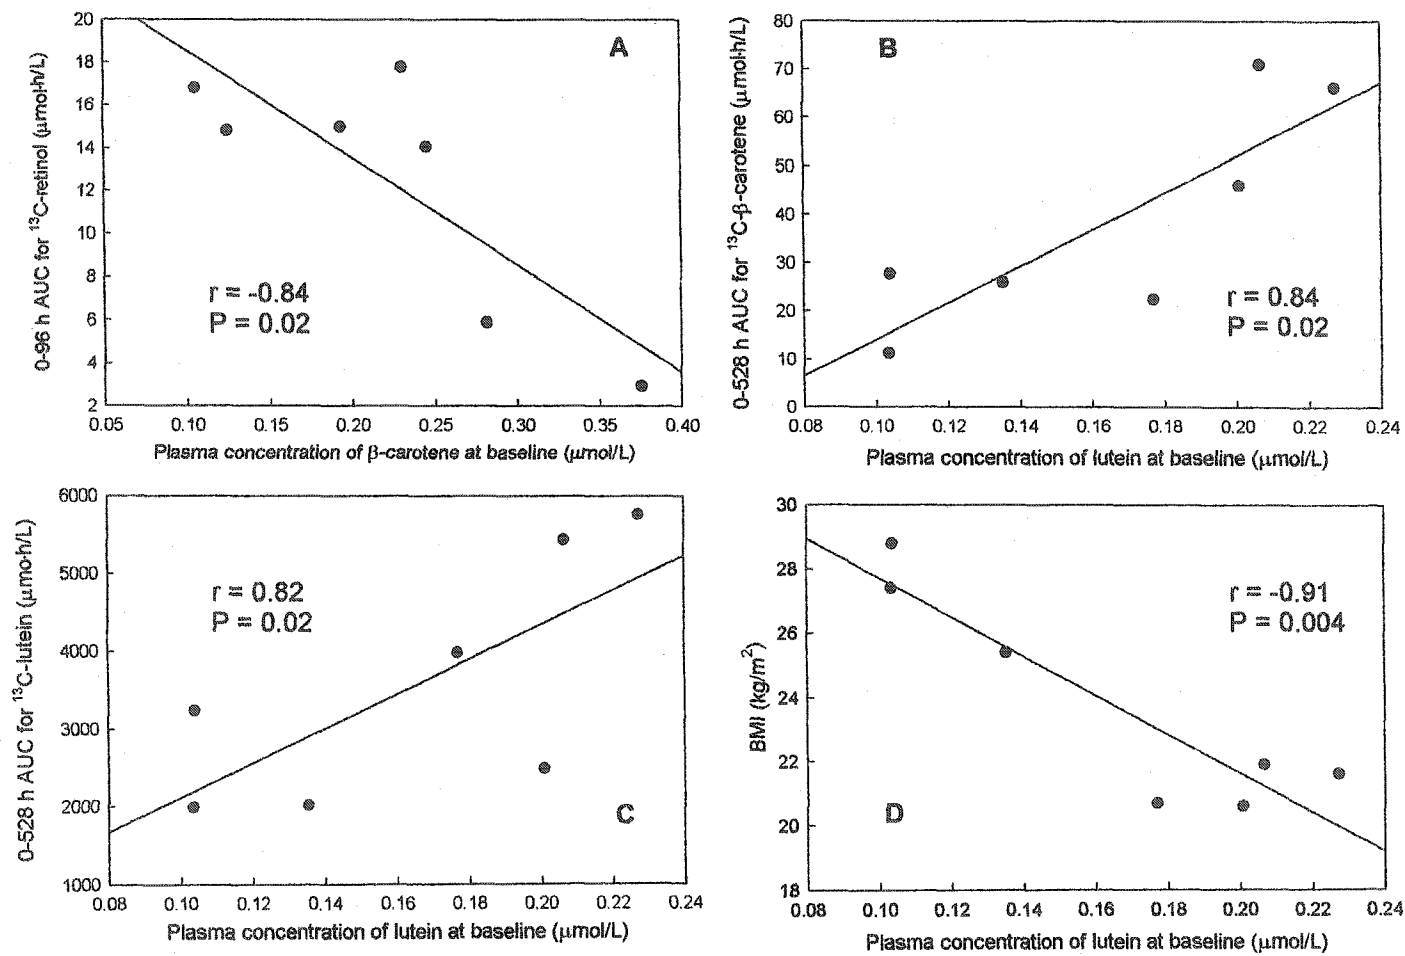 A
0-96 h AUC for ¹³C-retinol (µmol·h/L)
20
18
16
14
12
10
8
6
4
2
r = -0.84
P = 0.02
0.05 0.10 0.15 0.20 0.25 0.30 0.35 0.40
Plasma concentration of β-carotene at baseline (µmol/L)
B
0-528 h AUC for ¹³C-β-carotene (µmol·h/L)
80
70
60
50
40
30
20
10
0
r = 0.84
P = 0.02
0.08 0.10 0.12 0.14 0.16 0.18 0.20 0.22 0.24
Plasma concentration of lutein at baseline (µmol/L)
0-528 h AUC for ¹³C-lutein (µmo·h/L)
6000
5000
4000
3000
2000
1000
r = 0.82
P = 0.02
C
0.08 0.10 0.12 0.14 0.16 0.18 0.20 0.22 0.24
Plasma concentration of lutein at baseline (µmol/L)
BMI (kg/m²)
30
28
26
24
22
20
18
r = -0.91
P = 0.004
D
0.08 0.10 0.12 0.14 0.16 0.18 0.20 0.22 0.24
Plasma concentration of lutein at baseline (µmol/L)